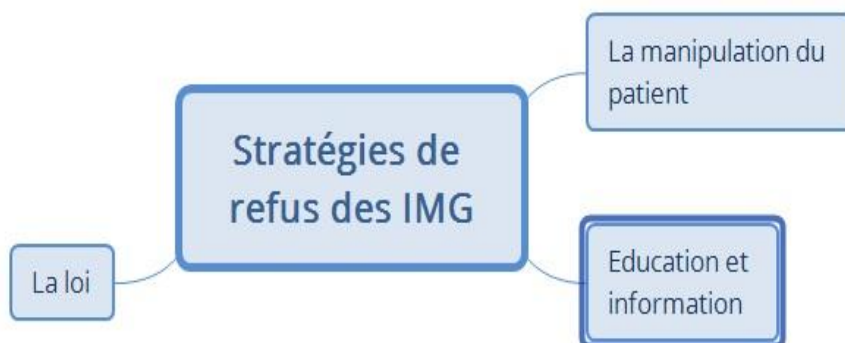 La manipulation du
patient
Stratégies de
refus des IMG
La loi
Education et
information